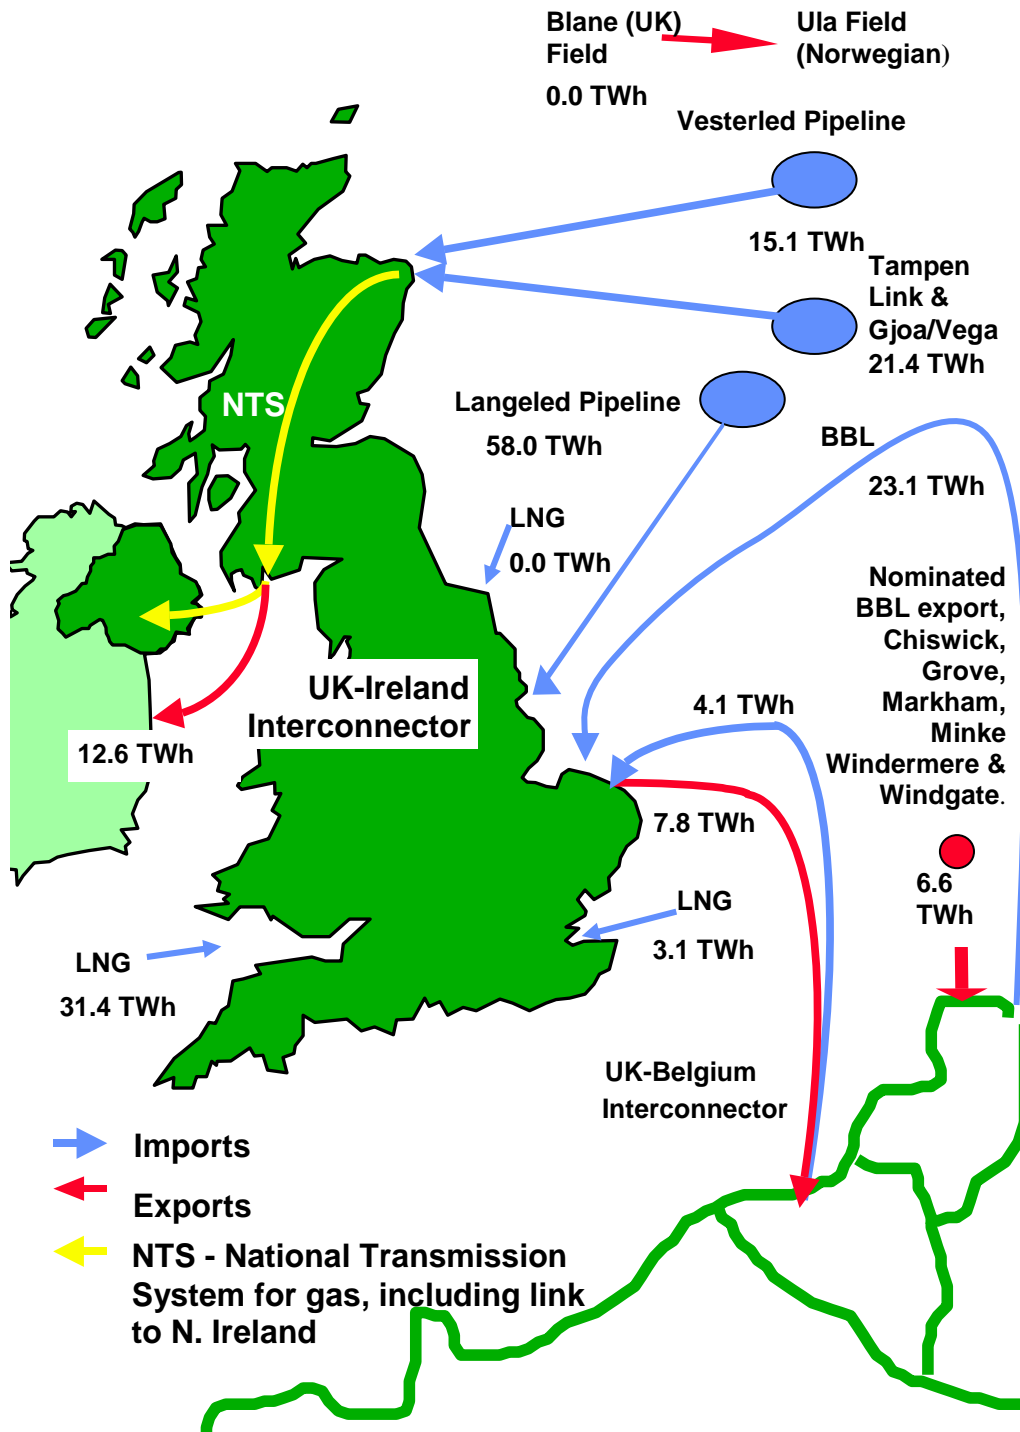 Blane (UK)
Field
0.0 TWh
Ula Field
(Norwegian)
Vesterled Pipeline
15.1 TWh
Tampen
Link &
Gjoa/Vega
21.4 TWh
Langeled Pipeline
58.0 TWh
NTS
BBL
23.1 TWh
LNG
0.0 TWh
Nominated
BBL export,
Chiswick,
Grove,
Markham,
Minke
Windermere &
Windgate.
6.6
TWh
UK-Ireland
Interconnector
12.6 TWh
4.1 TWh
7.8 TWh
LNG
3.1 TWh
LNG
31.4 TWh
UK-Belgium
Interconnector
Imports
Exports
NTS - National Transmission
System for gas, including link
to N. Ireland